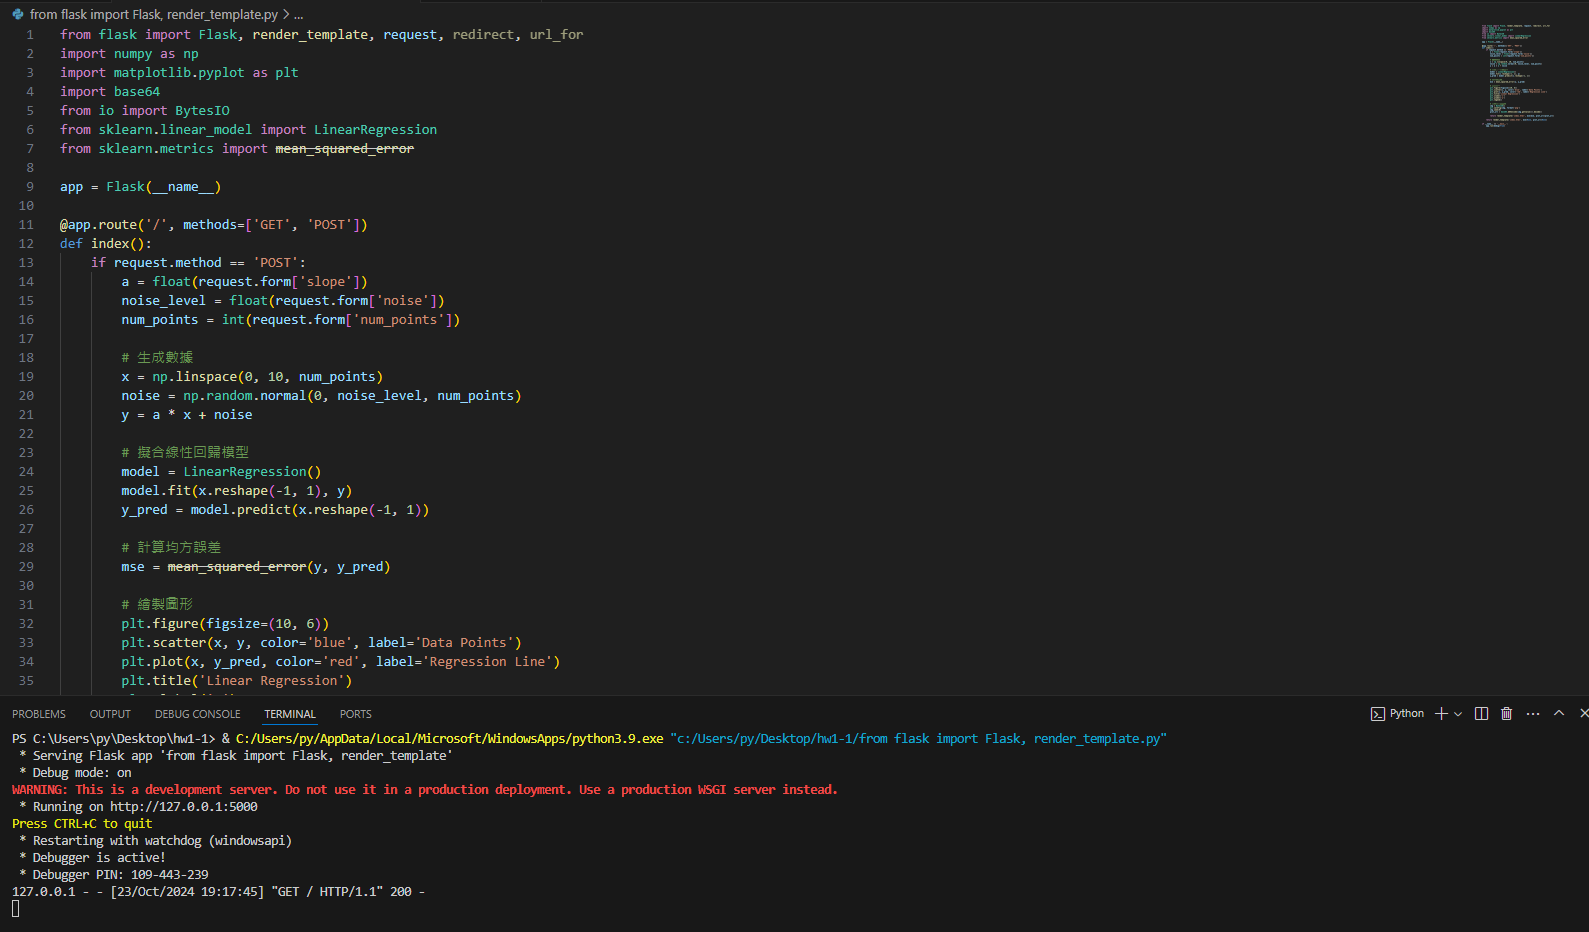 from flask import Flask, render_template.py > ...
1 from flask import Flask, render_template, request, redirect, url_for
2 import numpy as np
3 import matplotlib.pyplot as plt
4 import base64
5 from io import BytesIO
6 from sklearn.linear_model import LinearRegression
7 from sklearn.metrics import mean_squared_error
8
9 app = Flask(__name__)
10
11 @app.route('/', methods=['GET', 'POST'])
12 def index():
13     if request.method == 'POST':
14         a = float(request.form['slope'])
15         noise_level = float(request.form['noise'])
16         num_points = int(request.form['num_points'])
17
18         # 生成數據
19         x = np.linspace(0, 10, num_points)
20         noise = np.random.normal(0, noise_level, num_points)
21         y = a * x + noise
22
23         # 擬合線性回歸模型
24         model = LinearRegression()
25         model.fit(x.reshape(-1, 1), y)
26         y_pred = model.predict(x.reshape(-1, 1))
27
28         # 計算均方誤差
29         mse = mean_squared_error(y, y_pred)
30
31         # 繪製圖形
32         plt.figure(figsize=(10, 6))
33         plt.scatter(x, y, color='blue', label='Data Points')
34         plt.plot(x, y_pred, color='red', label='Regression Line')
35         plt.title('Linear Regression')
PROBLEMS OUTPUT DEBUG CONSOLE TERMINAL PORTS Python
PS C:\Users\py\Desktop\hw1-1> & C:/Users/py/AppData/Local/Microsoft/WindowsApps/python3.9.exe "c:/Users/py/Desktop/hw1-1/from flask import Flask, render_template.py"
 * Serving Flask app 'from flask import Flask, render_template'
 * Debug mode: on
WARNING: This is a development server. Do not use it in a production deployment. Use a production WSGI server instead.
 * Running on http://127.0.0.1:5000
Press CTRL+C to quit
 * Restarting with watchdog (windowsapi)
 * Debugger is active!
 * Debugger PIN: 109-443-239
127.0.0.1 - - [23/Oct/2024 19:17:45] "GET / HTTP/1.1" 200 -